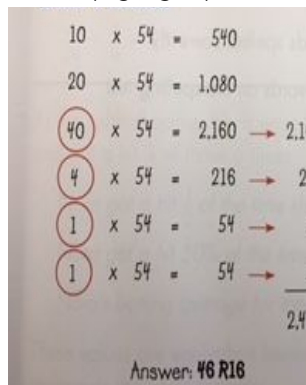 10 x 54 = 540
20 x 54 = 1,080
40 x 54 = 2,160 → 2,1
4 x 54 = 216 → 2
1 x 54 = 54 →
1 x 54 = 54 →
2,4
Answer: 46 R16